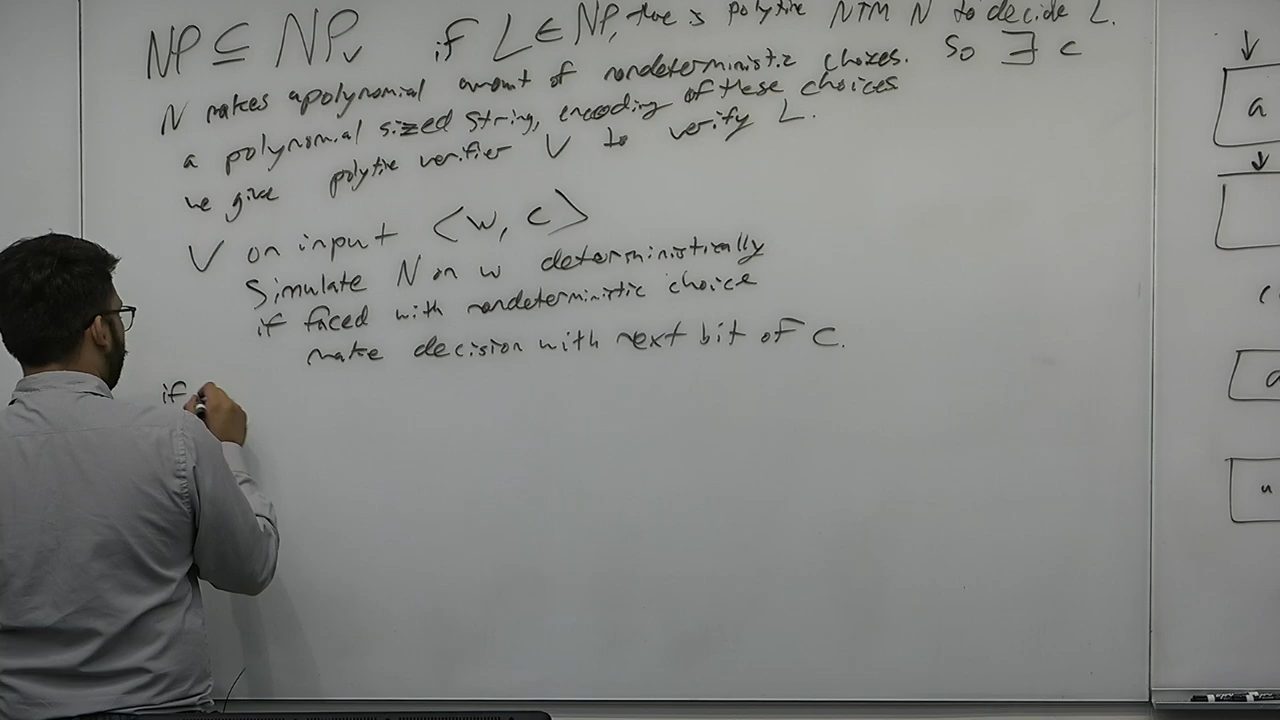 NP ⊆ NPv if L ∈ NP, there is polytime NTM N to decide L.
N makes a polynomial amount of nondeterministic choizes. So ∃ c
a polynomial sized string, encoding of these choices
we give polytime verifier V to verify L.
V on input ⟨w, c⟩
Simulate N on w deterministically
if faced with nondeterministic choice
make decision with next bit of c.
if
a